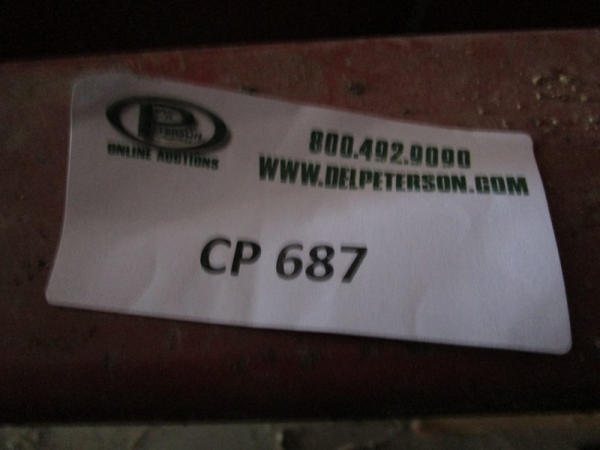 PETERSON
ONLINE AUCTIONS
800.492.9090
WWW.DELPETERSON.COM
CP 687